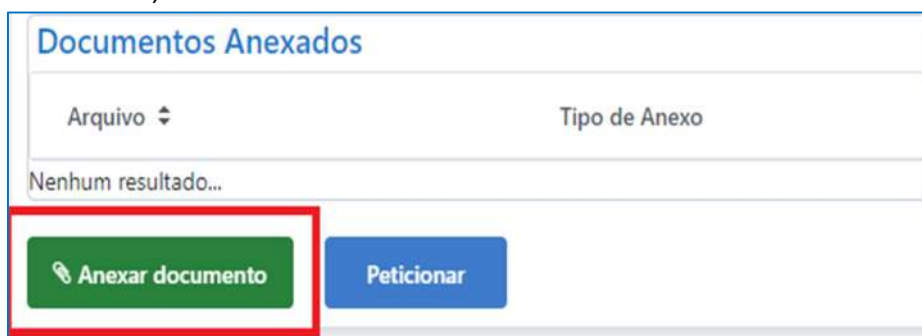 Documentos Anexados
Arquivo Tipo de Anexo
Nenhum resultado...
Anexar documento Peticionar